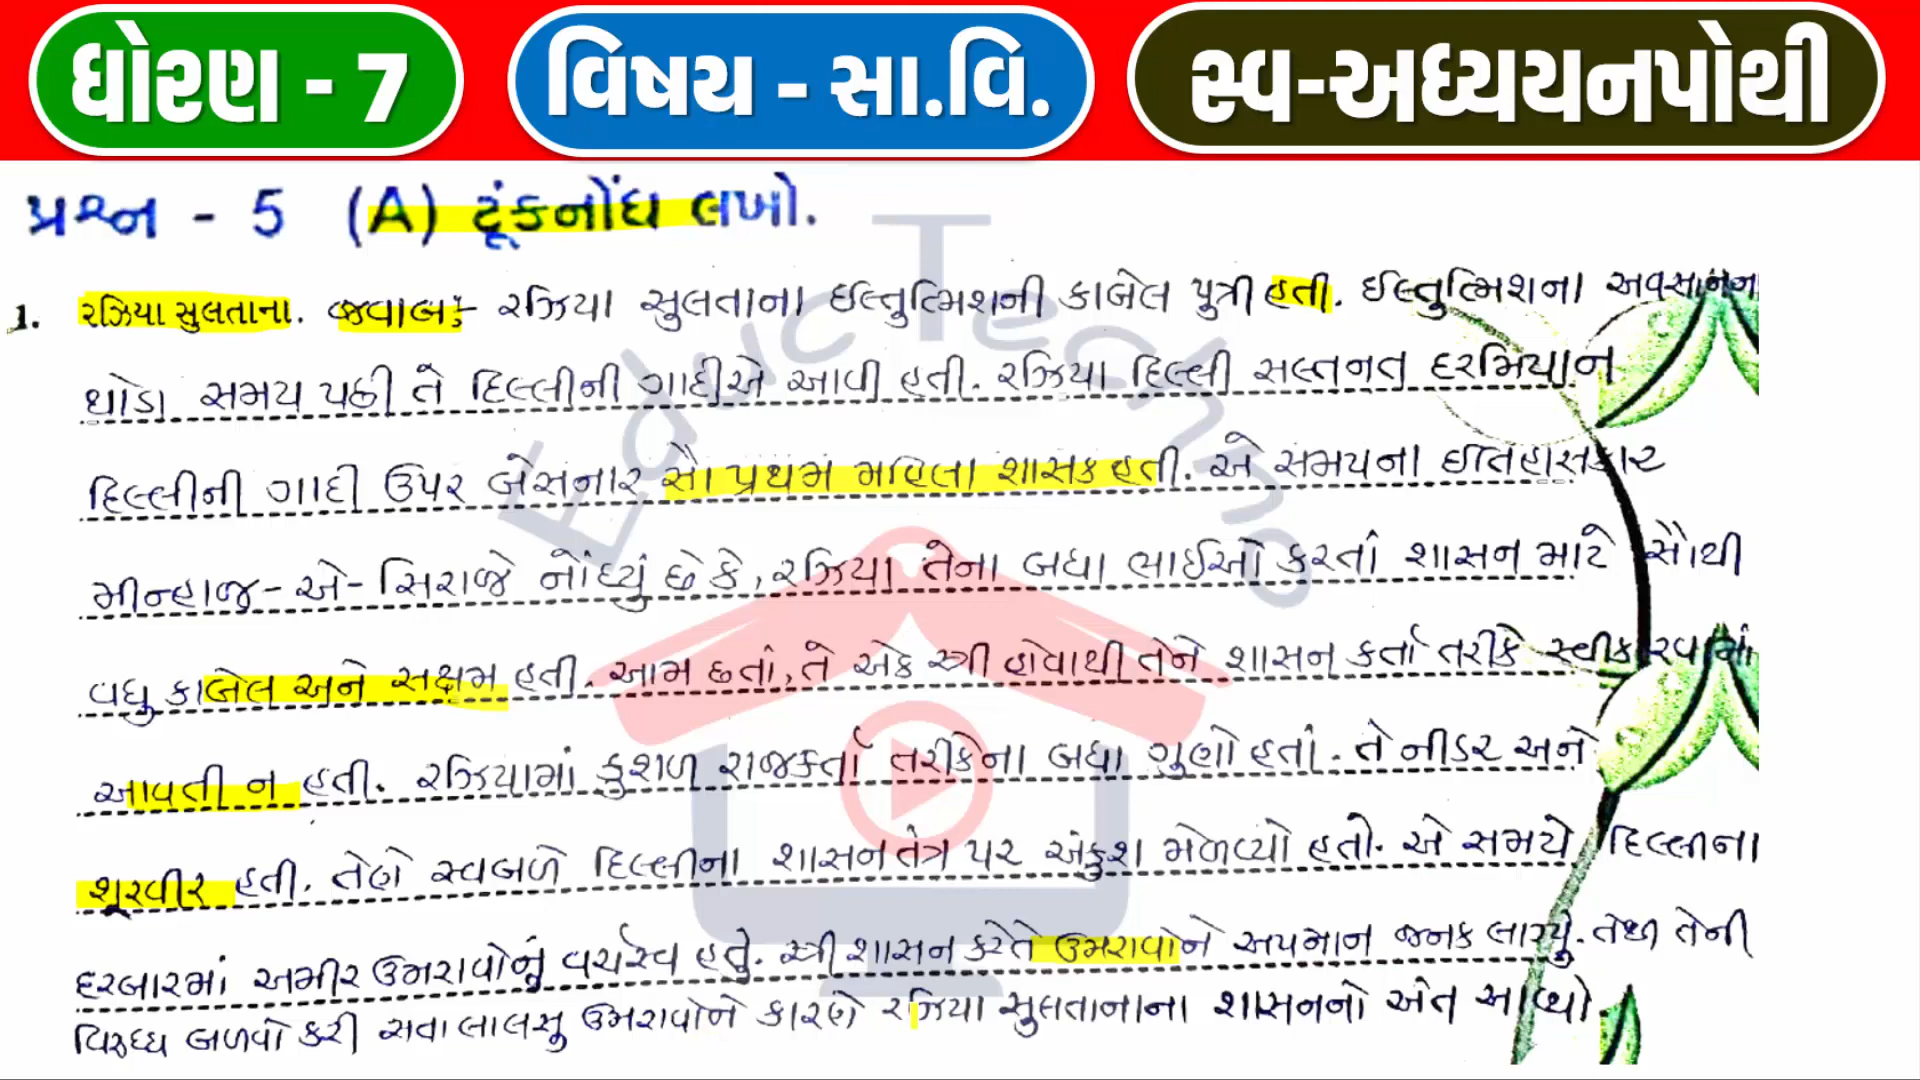 ધોરણ - 7
વિષય - સા.વિ.
સ્વ-અધ્યયનપોથી
પ્રશ્ન - 5 (A) ટૂંકનોંધ લખો.
1. રઝિયા સુલતાના. જવાબઃ- રઝિયા સુલતાના ઈલ્તુત્મિશની કાબેલ પુત્રી હતી. ઈલ્તુત્મિશના અવસાનના
થોડા સમય પછી તે દિલ્લીની ગાદીએ આવી હતી. રઝિયા દિલ્લી સલ્તનત દરમિયાન
દિલ્લીની ગાદી ઉપર બેસનાર સૌ પ્રથમ મહિલા શાસક હતી. એ સમયના ઈતિહાસકાર
મીન્હાજ-એ-સિરાજે નોંધ્યું છે કે, રઝિયા તેના બધા ભાઈઓ કરતાં શાસન માટે સૌથી
વધુ કાબેલ અને સક્ષમ હતી. આમ છતાં, તે એક સ્ત્રી હોવાથી તેને શાસન કર્તા તરીકે સ્વીકારવામાં
આવતી ન હતી. રઝિયામાં કુશળ રાજકર્તા તરીકેના બધા ગુણો હતાં. તે નીડર અને
શૂરવીર હતી. તેણે સ્વબળે દિલ્લીના શાસનતંત્ર પર અંકુશ મેળવ્યો હતો. એ સમયે દિલ્લીના
દરબારમાં અમીર ઉમરાવોનું વર્ચસ્વ હતું. સ્ત્રી શાસન કરે તે ઉમરાવોને અપમાન જનક લાગ્યું. તેથી તેની
વિરુધ્ધ બળવો કરી સત્તા લાલસુ ઉમરાવોને કારણે રઝિયા સુલતાનાના શાસનનો અંત આવ્યો.
Educ Techno